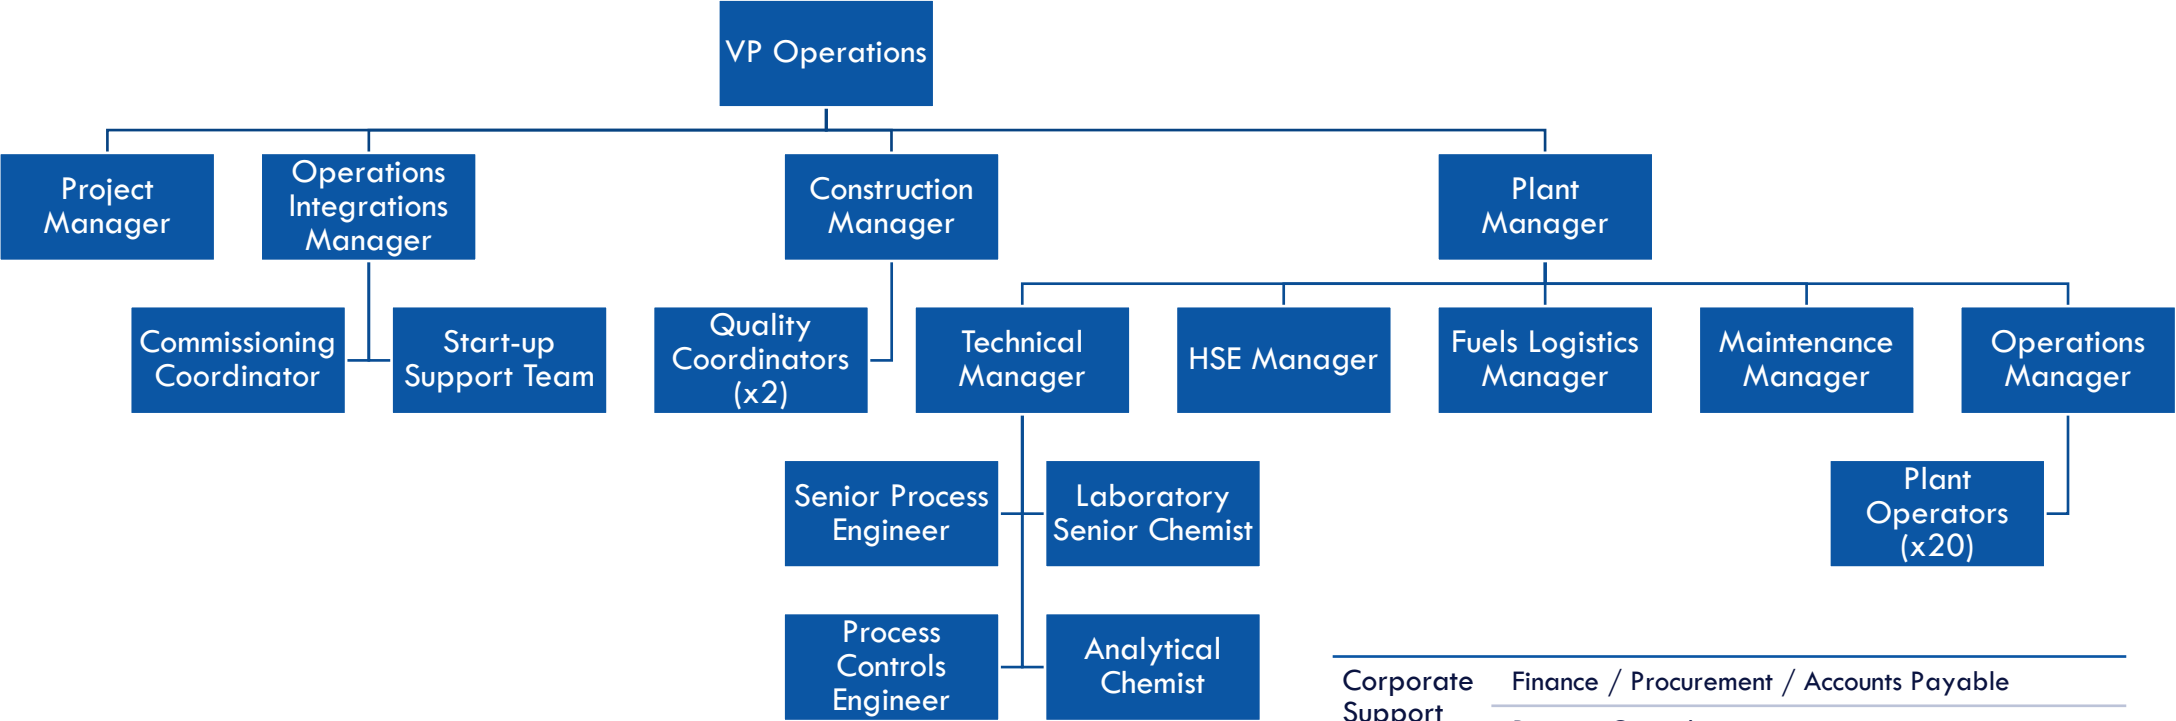 VP Operations
Project
Manager
Operations
Integrations
Manager
Construction
Manager
Plant
Manager
Commissioning
Coordinator
Start-up
Support Team
Quality
Coordinators
(x2)
Technical
Manager
HSE Manager
Fuels Logistics
Manager
Maintenance
Manager
Operations
Manager
Senior Process
Engineer
Laboratory
Senior Chemist
Plant
Operators
(x20)
Process
Controls
Engineer
Analytical
Chemist
Corporate
Support
Finance / Procurement / Accounts Payable